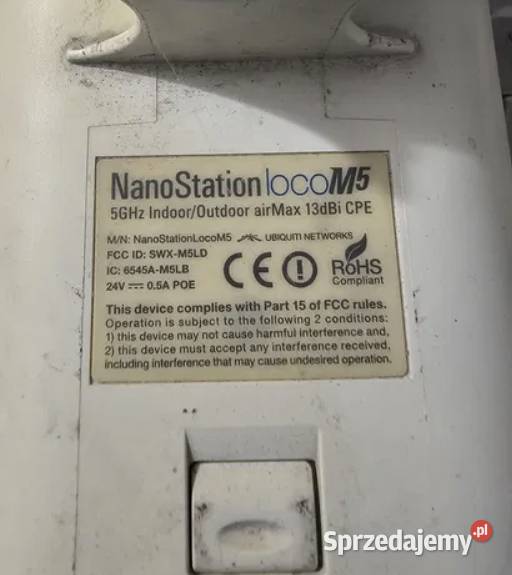 NanoStation locoM5
5GHz Indoor/Outdoor airMax 13dBi CPE
M/N: NanoStationLocoM5 UBIQUITI NETWORKS
FCC ID: SWX-M5LD
IC: 6545A-M5LB
24V 0.5A POE
CE
RoHS
Compliant
This device complies with Part 15 of FCC rules.
Operation is subject to the following 2 conditions:
1) this device may not cause harmful interference and,
2) this device must accept any interference received,
including interference that may cause undesired operation.
Sprzedajemy.pl